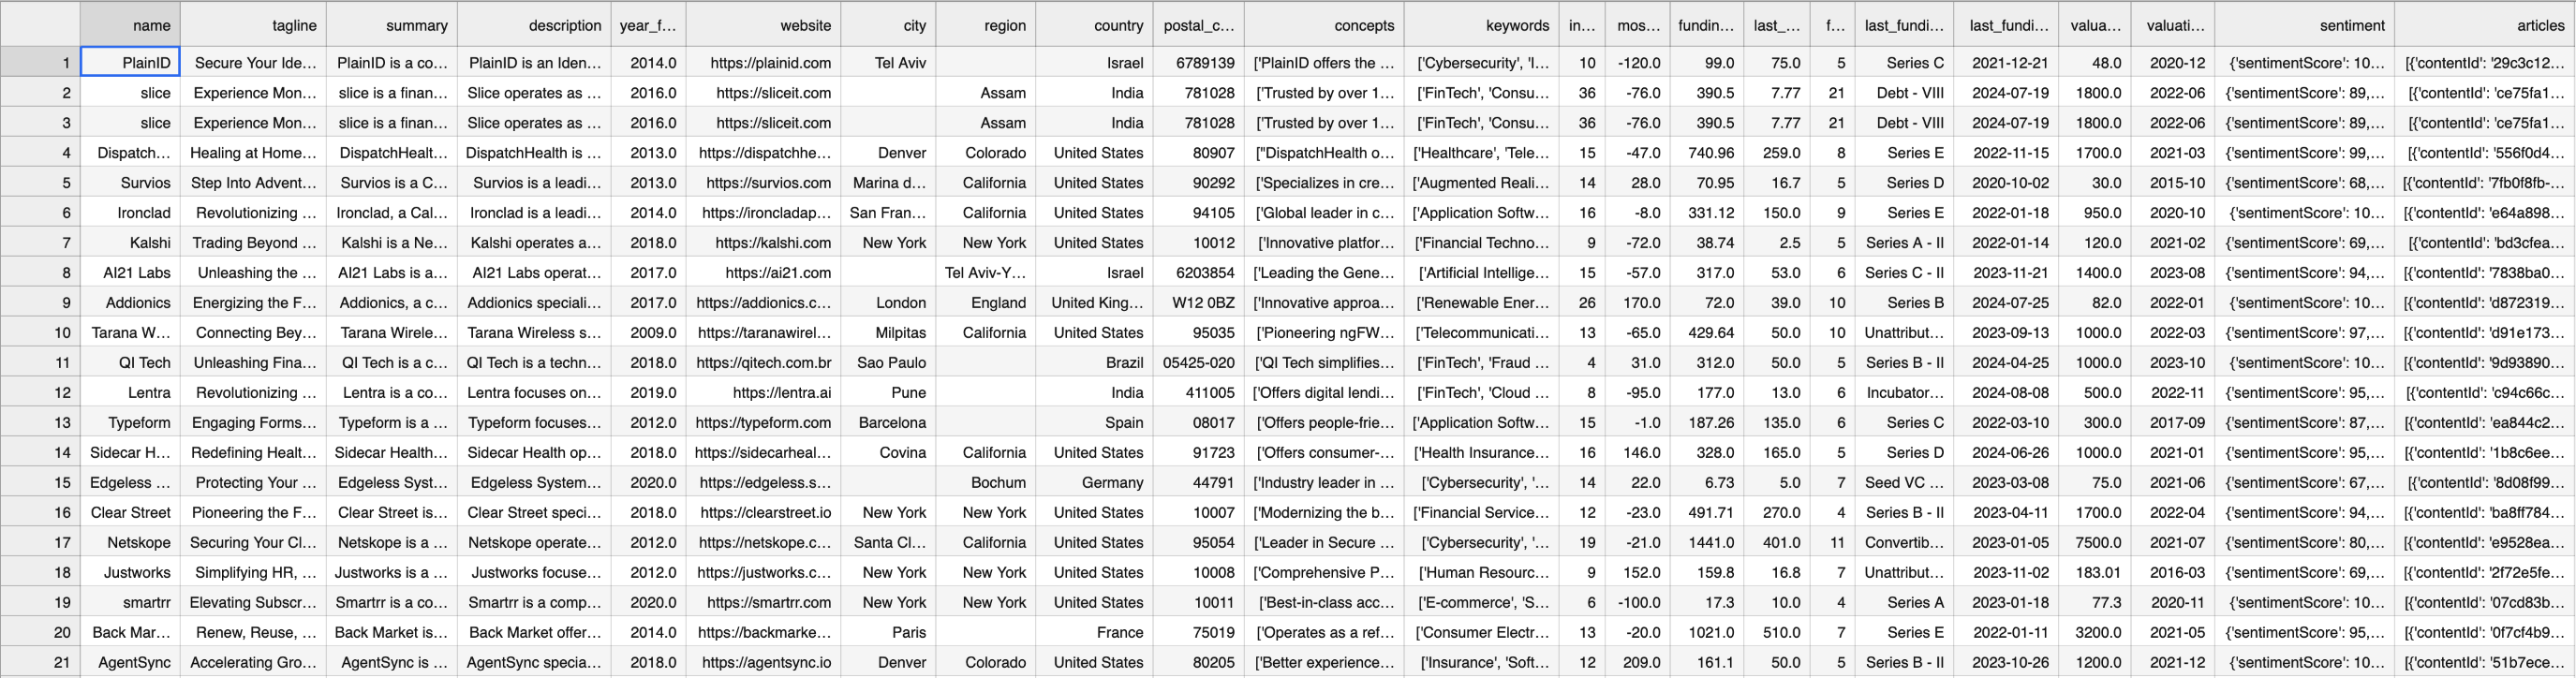 name tagline summary description year_f... website city region country postal_c... concepts keywords in... mos... fundin... last_... f... last_fundi... last_fundi... valua... valuati... sentiment articles
1 PlainID Secure Your Ide... PlainID is a co... PlainID is an Iden... 2014.0 https://plainid.com Tel Aviv Israel 6789139 ['PlainID offers the ... ['Cybersecurity', 'I... 10 -120.0 99.0 75.0 5 Series C 2021-12-21 48.0 2020-12 {'sentimentScore': 10... [{'contentId': '29c3c12...
2 slice Experience Mon... slice is a finan... Slice operates as ... 2016.0 https://sliceit.com Assam India 781028 ['Trusted by over 1... ['FinTech', 'Consu... 36 -76.0 390.5 7.77 21 Debt - VIII 2024-07-19 1800.0 2022-06 {'sentimentScore': 89,... [{'contentId': 'ce75fa1...
3 slice Experience Mon... slice is a finan... Slice operates as ... 2016.0 https://sliceit.com Assam India 781028 ['Trusted by over 1... ['FinTech', 'Consu... 36 -76.0 390.5 7.77 21 Debt - VIII 2024-07-19 1800.0 2022-06 {'sentimentScore': 89,... [{'contentId': 'ce75fa1...
4 Dispatch... Healing at Home... DispatchHealt... DispatchHealth is ... 2013.0 https://dispatchhe... Denver Colorado United States 80907 ["DispatchHealth o... ['Healthcare', 'Tele... 15 -47.0 740.96 259.0 8 Series E 2022-11-15 1700.0 2021-03 {'sentimentScore': 99,... [{'contentId': '556f0d4...
5 Survios Step Into Advent... Survios is a C... Survios is a leadi... 2013.0 https://survios.com Marina d... California United States 90292 ['Specializes in cre... ['Augmented Reali... 14 28.0 70.95 16.7 5 Series D 2020-10-02 30.0 2015-10 {'sentimentScore': 68,... [{'contentId': '7fb0f8fb-...
6 Ironclad Revolutionizing ... Ironclad, a Cal... Ironclad is a leadi... 2014.0 https://ironcladap... San Fran... California United States 94105 ['Global leader in c... ['Application Softw... 16 -8.0 331.12 150.0 9 Series E 2022-01-18 950.0 2020-10 {'sentimentScore': 10... [{'contentId': 'e64a898...
7 Kalshi Trading Beyond ... Kalshi is a Ne... Kalshi operates a... 2018.0 https://kalshi.com New York New York United States 10012 ['Innovative platfor... ['Financial Techno... 9 -72.0 38.74 2.5 5 Series A - II 2022-01-14 120.0 2021-02 {'sentimentScore': 69,... [{'contentId': 'bd3cfea...
8 AI21 Labs Unleashing the ... AI21 Labs is a... AI21 Labs operat... 2017.0 https://ai21.com Tel Aviv-Y... Israel 6203854 ['Leading the Gene... ['Artificial Intellige... 15 -57.0 317.0 53.0 6 Series C - II 2023-11-21 1400.0 2023-08 {'sentimentScore': 94,... [{'contentId': '7838ba0...
9 Addionics Energizing the F... Addionics, a c... Addionics speciali... 2017.0 https://addionics.c... London England United King... W12 0BZ ['Innovative approa... ['Renewable Ener... 26 170.0 72.0 39.0 10 Series B 2024-07-25 82.0 2022-01 {'sentimentScore': 10... [{'contentId': 'd872319...
10 Tarana W... Connecting Bey... Tarana Wirele... Tarana Wireless s... 2009.0 https://taranawirel... Milpitas California United States 95035 ['Pioneering ngFW... ['Telecommunicati... 13 -65.0 429.64 50.0 10 Unattribut... 2023-09-13 1000.0 2022-03 {'sentimentScore': 97,... [{'contentId': 'd91e173...
11 QI Tech Unleashing Fina... QI Tech is a c... QI Tech is a techn... 2018.0 https://qitech.com.br Sao Paulo Brazil 05425-020 ['QI Tech simplifies... ['FinTech', 'Fraud ... 4 31.0 312.0 50.0 5 Series B - II 2024-04-25 1000.0 2023-10 {'sentimentScore': 10... [{'contentId': '9d93890...
12 Lentra Revolutionizing ... Lentra is a co... Lentra focuses on... 2019.0 https://lentra.ai Pune India 411005 ['Offers digital lendi... ['FinTech', 'Cloud ... 8 -95.0 177.0 13.0 6 Incubator... 2024-08-08 500.0 2022-11 {'sentimentScore': 95,... [{'contentId': 'c94c66c...
13 Typeform Engaging Forms... Typeform is a ... Typeform focuses... 2012.0 https://typeform.com Barcelona Spain 08017 ['Offers people-frie... ['Application Softw... 15 -1.0 187.26 135.0 6 Series C 2022-03-10 300.0 2017-09 {'sentimentScore': 87,... [{'contentId': 'ea844c2...
14 Sidecar H... Redefining Healt... Sidecar Health... Sidecar Health op... 2018.0 https://sidecarheal... Covina California United States 91723 ['Offers consumer-... ['Health Insurance... 16 146.0 328.0 165.0 5 Series D 2024-06-26 1000.0 2021-01 {'sentimentScore': 95,... [{'contentId': '1b8c6ee...
15 Edgeless ... Protecting Your ... Edgeless Syst... Edgeless System... 2020.0 https://edgeless.s... Bochum Germany 44791 ['Industry leader in ... ['Cybersecurity', '... 14 22.0 6.73 5.0 7 Seed VC ... 2023-03-08 75.0 2021-06 {'sentimentScore': 67,... [{'contentId': '8d08f99...
16 Clear Street Pioneering the F... Clear Street is... Clear Street speci... 2018.0 https://clearstreet.io New York New York United States 10007 ['Modernizing the b... ['Financial Service... 12 -23.0 491.71 270.0 4 Series B - II 2023-04-11 1700.0 2022-04 {'sentimentScore': 94,... [{'contentId': 'ba8ff784...
17 Netskope Securing Your Cl... Netskope is a ... Netskope operate... 2012.0 https://netskope.c... Santa Cl... California United States 95054 ['Leader in Secure ... ['Cybersecurity', '... 19 -21.0 1441.0 401.0 11 Convertib... 2023-01-05 7500.0 2021-07 {'sentimentScore': 80,... [{'contentId': 'e9528ea...
18 Justworks Simplifying HR, ... Justworks is a ... Justworks focuse... 2012.0 https://justworks.c... New York New York United States 10008 ['Comprehensive P... ['Human Resourc... 9 152.0 159.8 16.8 7 Unattribut... 2023-11-02 183.01 2016-03 {'sentimentScore': 69,... [{'contentId': '2f72e5fe...
19 smartrr Elevating Subscr... Smartrr is a co... Smartrr is a comp... 2020.0 https://smartrr.com New York New York United States 10011 ['Best-in-class acc... ['E-commerce', 'S... 6 -100.0 17.3 10.0 4 Series A 2023-01-18 77.3 2020-11 {'sentimentScore': 10... [{'contentId': '07cd83b...
20 Back Mar... Renew, Reuse, ... Back Market is... Back Market offer... 2014.0 https://backmarke... Paris France 75019 ['Operates as a ref... ['Consumer Electr... 13 -20.0 1021.0 510.0 7 Series E 2022-01-11 3200.0 2021-05 {'sentimentScore': 95,... [{'contentId': '0f7cf4b9...
21 AgentSync Accelerating Gro... AgentSync is ... AgentSync specia... 2018.0 https://agentsync.io Denver Colorado United States 80205 ['Better experience... ['Insurance', 'Soft... 12 209.0 161.1 50.0 5 Series B - II 2023-10-26 1200.0 2021-12 {'sentimentScore': 10... [{'contentId': '51b7ece...